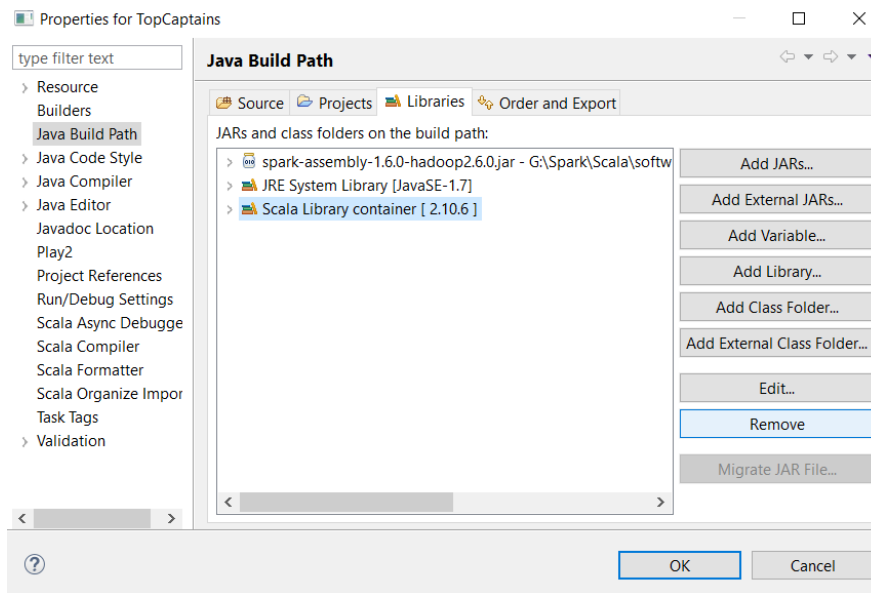 Properties for TopCaptains
type filter text
Resource
Builders
Java Build Path
Java Code Style
Java Compiler
Java Editor
Javadoc Location
Play2
Project References
Run/Debug Settings
Scala Async Debugge
Scala Compiler
Scala Formatter
Scala Organize Impor
Task Tags
Validation
Java Build Path
Source Projects Libraries Order and Export
JARs and class folders on the build path:
spark-assembly-1.6.0-hadoop2.6.0.jar - G:\Spark\Scala\softw
JRE System Library [JavaSE-1.7]
Scala Library container [ 2.10.6 ]
Add JARs...
Add External JARs...
Add Variable...
Add Library...
Add Class Folder...
Add External Class Folder...
Edit...
Remove
Migrate JAR File...
?
OK Cancel